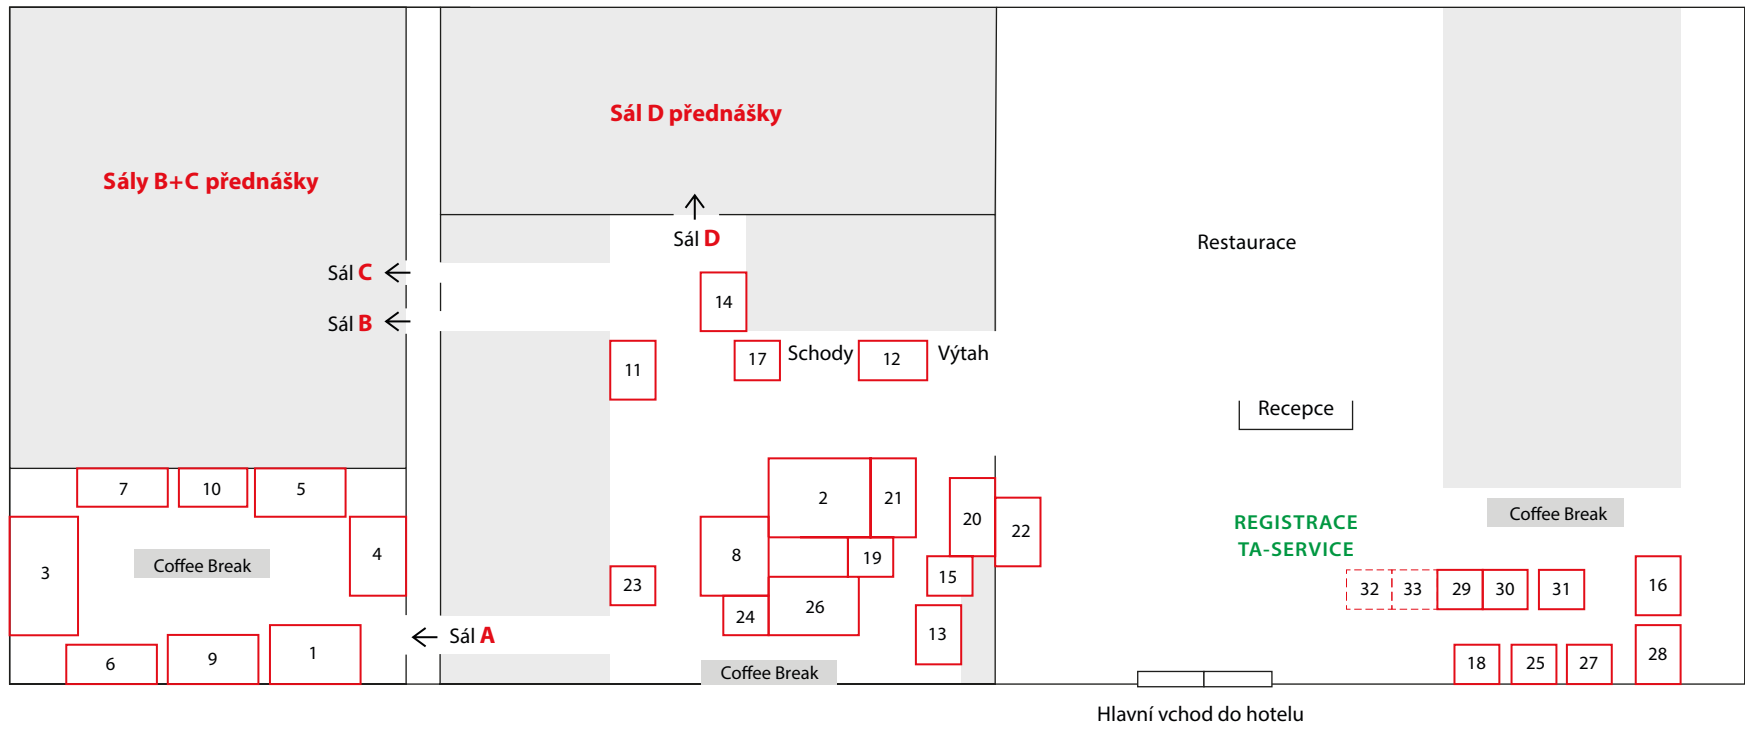 Sál D přednášky
Sály B+C přednášky
Sál D
Restaurace
Sál C
Sál B
14
11
17
Schody
12
Výtah
Recepce
7
10
5
2
21
20
22
Coffee Break
REGISTRACE
TA-SERVICE
3
Coffee Break
4
8
19
15
23
24
26
13
32
33
29
30
31
16
Sál A
6
9
1
Coffee Break
18
25
27
28
Hlavní vchod do hotelu